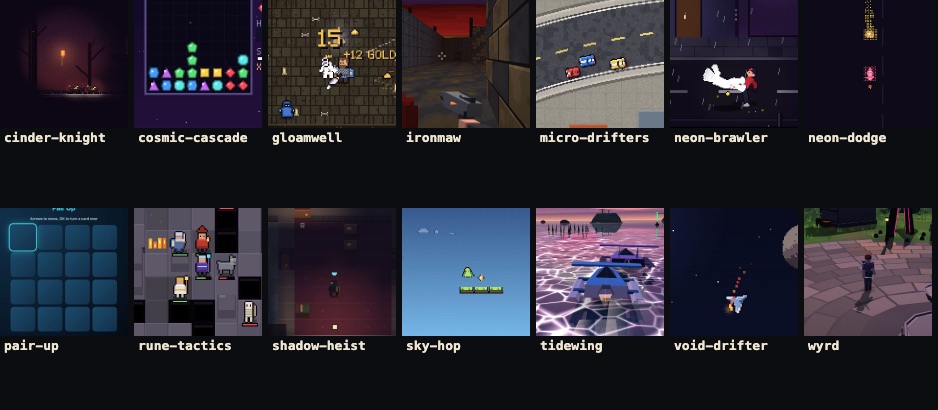 15
+12 GOLD
cinder-knight
cosmic-cascade
gloamwell
ironmaw
micro-drifters
neon-brawler
neon-dodge
Pair Up
pair-up
rune-tactics
shadow-heist
sky-hop
tidewing
void-drifter
wyrd